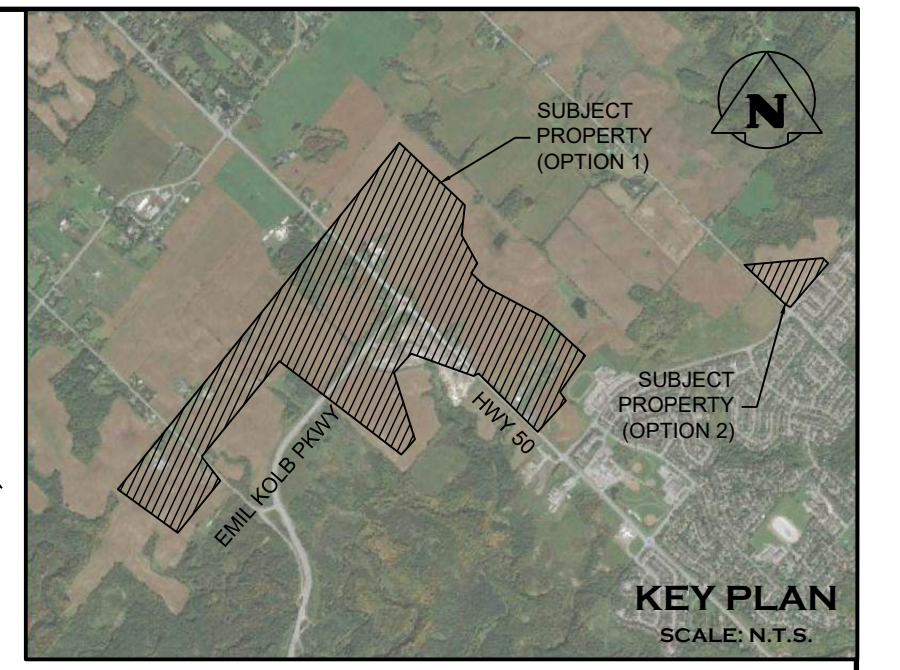 SUBJECT
PROPERTY
(OPTION 1)
N
SUBJECT
PROPERTY
(OPTION 2)
HWY 50
EMIL KOLB PKWY
KEY PLAN
SCALE: N.T.S.